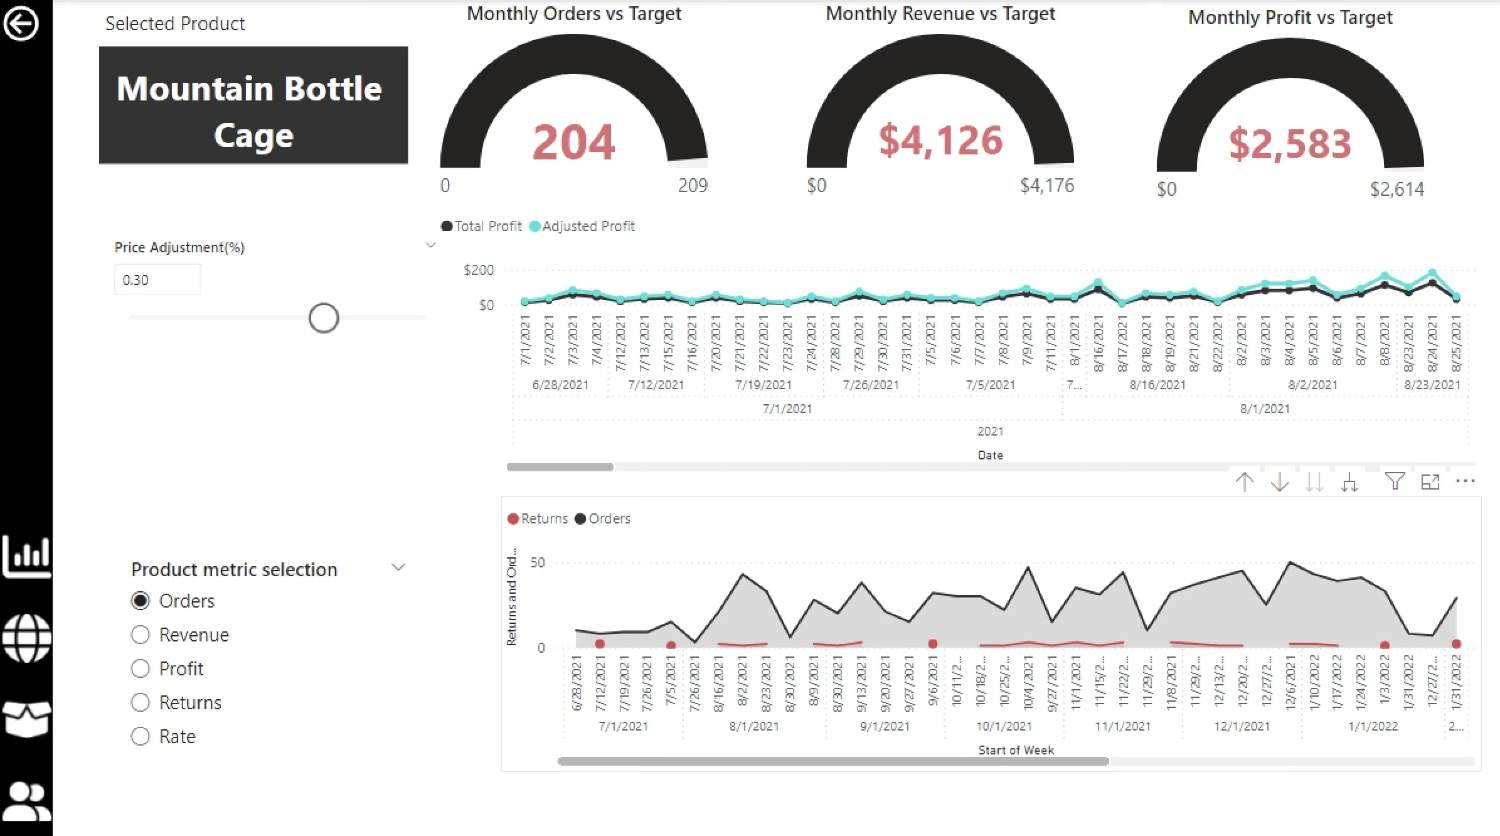 Selected Product
Mountain Bottle
Cage
Monthly Orders vs Target
204
0
209
Monthly Revenue vs Target
$4,126
$0
$4,176
Monthly Profit vs Target
$2,583
$0
$2,614
Price Adjustment(%)
0.30
Total Profit Adjusted Profit
$200
$0
7/1/2021 7/2/2021 7/3/2021 7/4/2021 7/12/2021 7/13/2021 7/15/2021 7/16/2021 7/20/2021 7/21/2021 7/22/2021 7/23/2021 7/24/2021 7/28/2021 7/29/2021 7/30/2021 7/31/2021 7/5/2021 7/6/2021 7/7/2021 7/8/2021 7/9/2021 7/11/2021 8/1/2021 8/16/2021 8/17/2021 8/18/2021 8/19/2021 8/21/2021 8/22/2021 8/2/2021 8/3/2021 8/4/2021 8/5/2021 8/6/2021 8/7/2021 8/8/2021 8/23/2021 8/24/2021 8/25/2021
6/28/2021 7/12/2021 7/19/2021 7/26/2021 7/5/2021 7... 8/16/2021 8/2/2021 8/23/2021
7/1/2021 8/1/2021
2021
Date
Product metric selection
Orders
Revenue
Profit
Returns
Rate
Returns Orders
Returns and Ord...
50
0
6/28/2021 7/12/2021 7/19/2021 7/26/2021 7/5/2021 7/26/2021 8/16/2021 8/2/2021 8/23/2021 8/30/2021 8/9/2021 8/30/2021 9/13/2021 9/20/2021 9/27/2021 9/6/2021 10/11/2... 10/18/2... 10/25/2... 10/4/2021 9/27/2021 11/1/2021 11/15/2... 11/22/2... 11/29/2... 11/8/2021 11/29/2... 12/13/2... 12/20/2... 12/27/2... 12/6/2021 1/10/2022 1/17/2022 1/24/2022 1/3/2022 1/31/2022 12/27/2... 1/31/2022
7/1/2021 8/1/2021 9/1/2021 10/1/2021 11/1/2021 12/1/2021 1/1/2022 2...
Start of Week